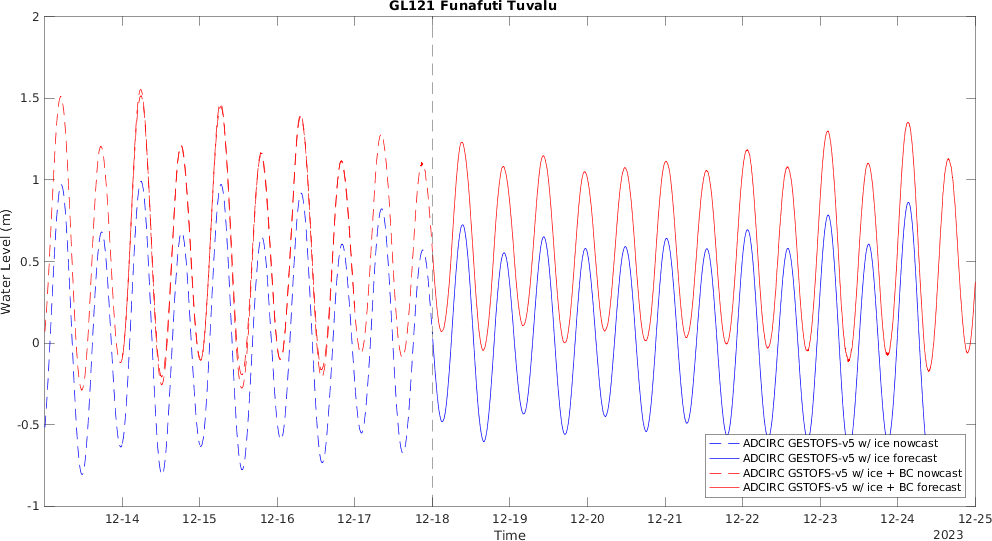 GL121 Funafuti Tuvalu
2
1.5
1
0.5
0
-0.5
-1
Water Level (m)
ADCIRC GESTOFS-v5 w/ ice nowcast
ADCIRC GESTOFS-v5 w/ ice forecast
ADCIRC GSTOFS-v5 w/ ice + BC nowcast
ADCIRC GSTOFS-v5 w/ ice + BC forecast
12-14 12-15 12-16 12-17 12-18 12-19 12-20 12-21 12-22 12-23 12-24 12-25
Time
2023